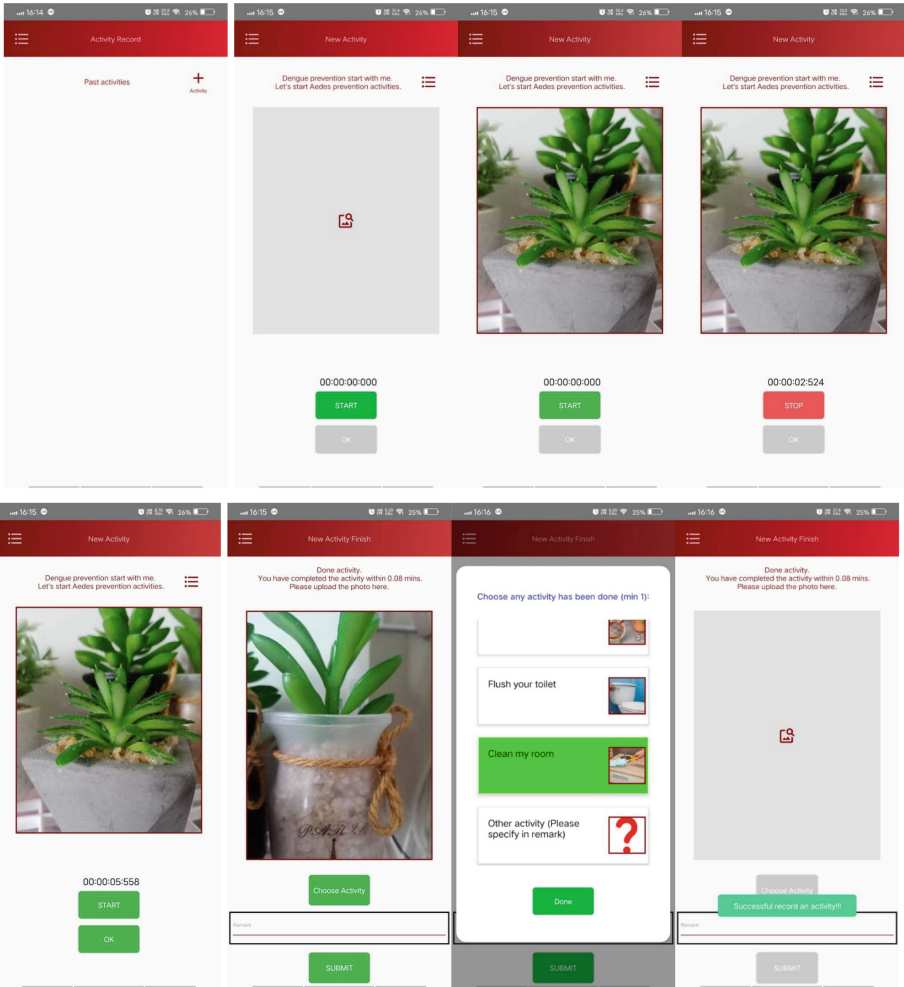 16:14
26%
Activity Record
Past activities
Activity
16:15
26%
New Activity
Dengue prevention start with me.
Let's start Aedes prevention activities.
00:00:00:000
START
OK
16:15
26%
New Activity
Dengue prevention start with me.
Let's start Aedes prevention activities.
00:00:00:000
START
OK
16:15
26%
New Activity
Dengue prevention start with me.
Let's start Aedes prevention activities.
00:00:02:524
STOP
OK
16:15
26%
New Activity
Dengue prevention start with me.
Let's start Aedes prevention activities.
00:00:05:558
START
OK
16:15
25%
New Activity Finish
Done activity.
You have completed the activity within 0.08 mins.
Please upload the photo here.
Choose Activity
Remark
SUBMIT
16:16
25%
New Activity Finish
Choose any activity has been done (min 1):
Flush your toilet
Clean my room
Other activity (Please
specify in remark)
?
Done
SUBMIT
16:16
25%
New Activity Finish
Done activity.
You have completed the activity within 0.08 mins.
Please upload the photo here.
Choose Activity
Successful record an activity!!!
Remark
SUBMIT